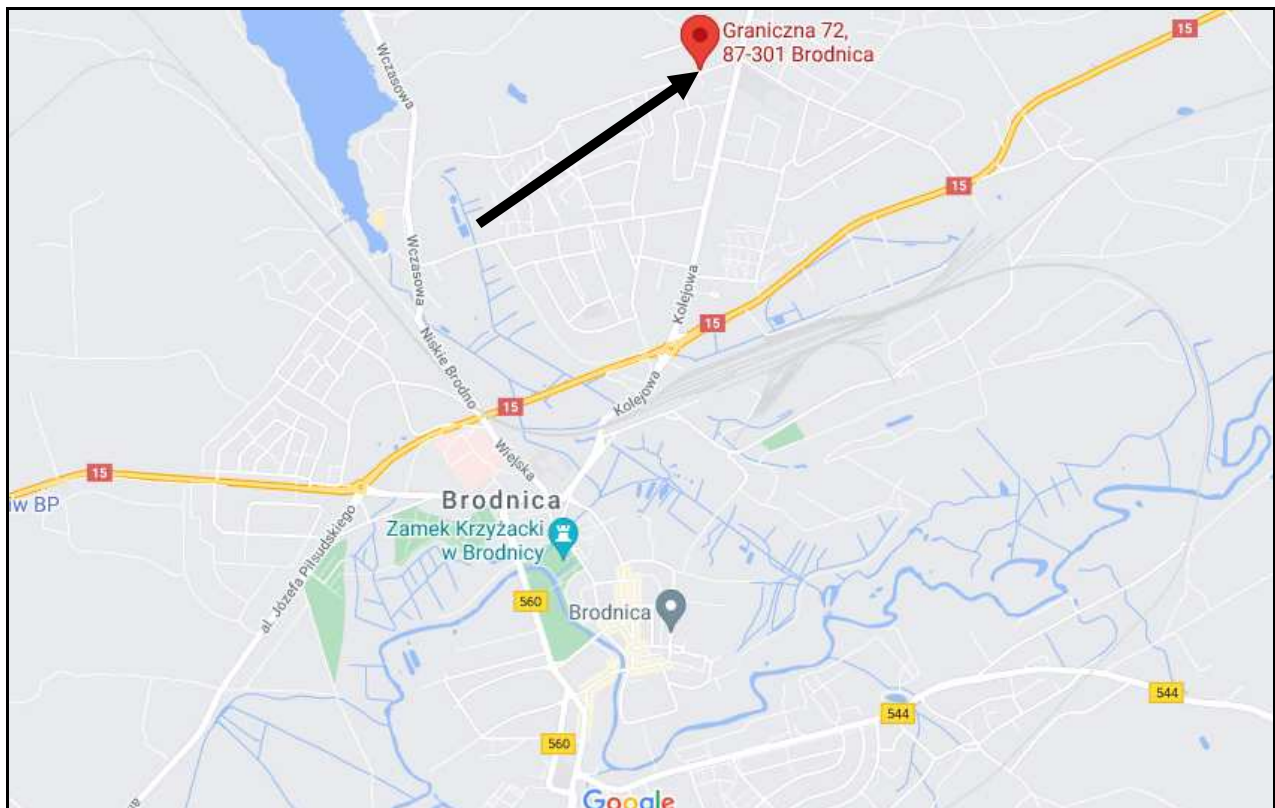 15
Graniczna 72,
87-301 Brodnica
Wczasowa
15
Wczasowa
Kolejowa
15
Niskie Brodno
Kolejowa
15
Wiejska
15
w BP
Brodnica
Zamek Krzyżacki
w Brodnicy
al. Józefa Piłsudskiego
560
Brodnica
544
544
560
Google